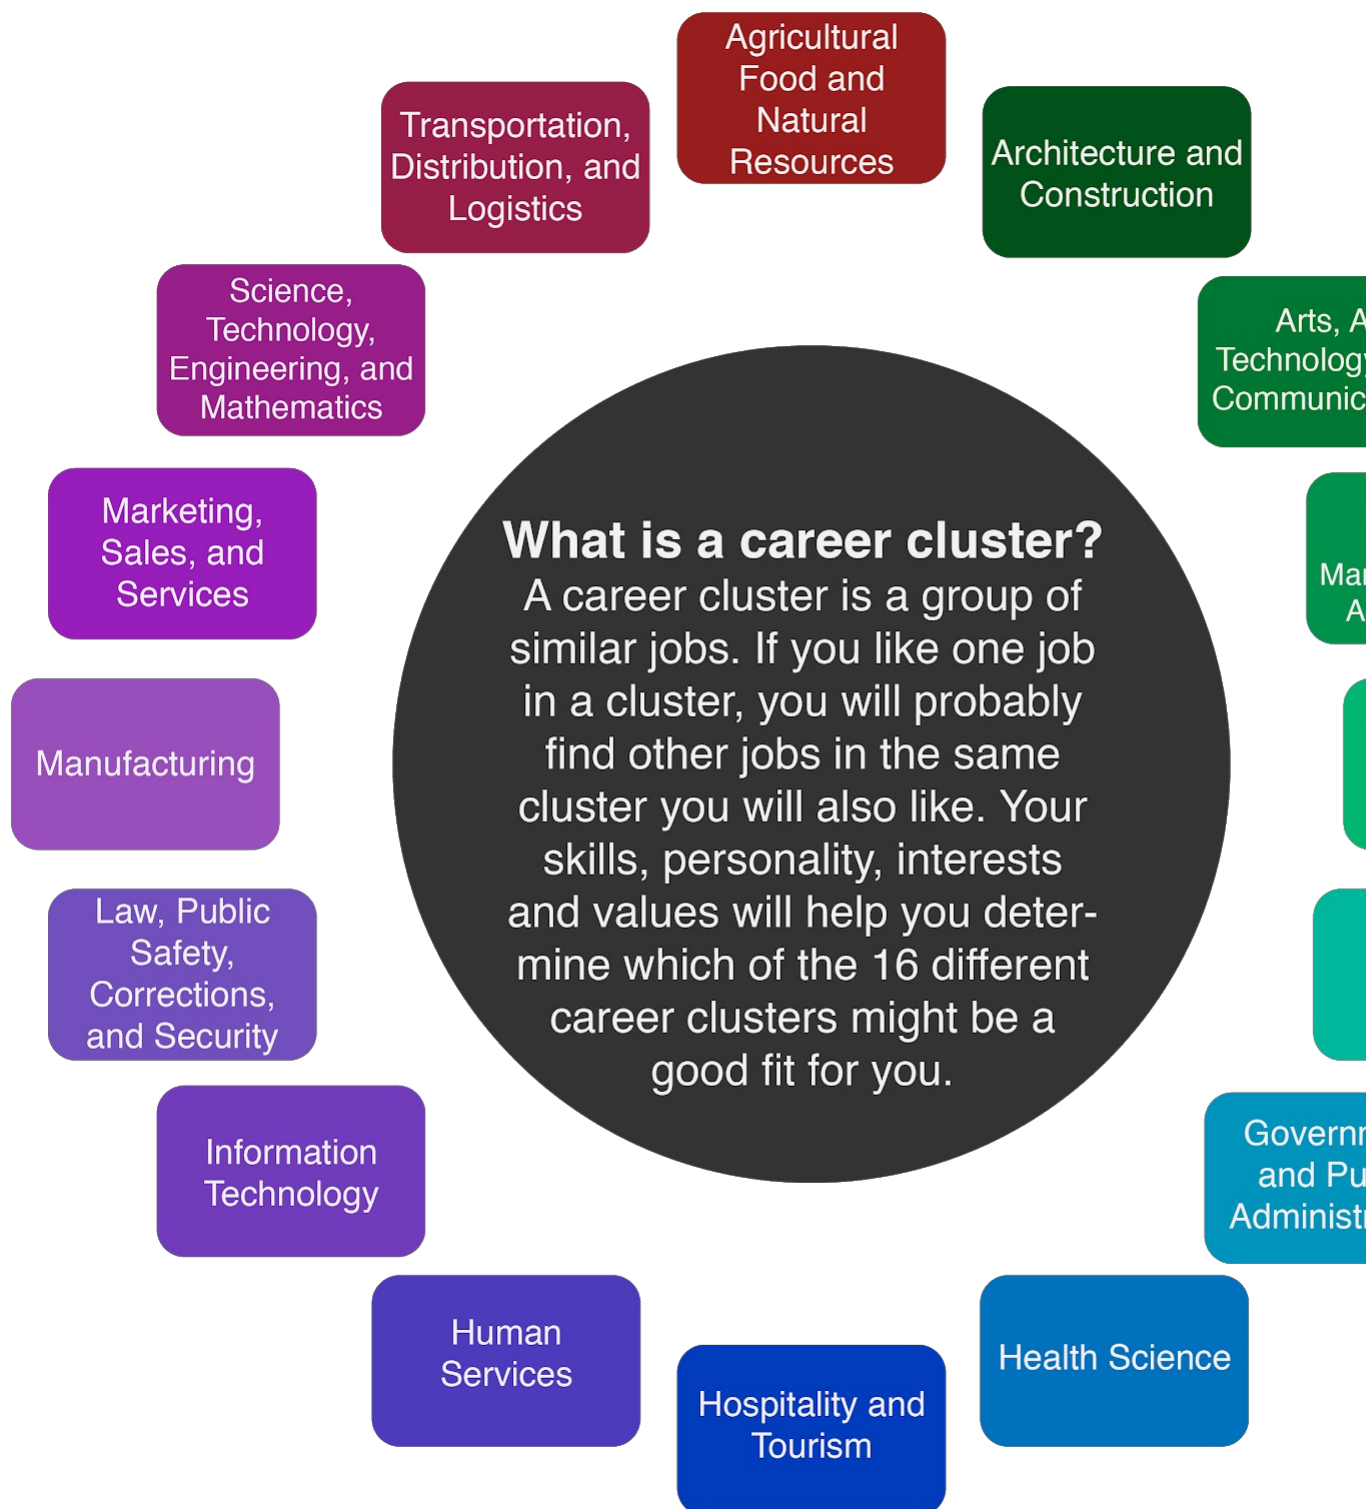 Agricultural
Food and
Natural
Resources
Architecture and
Construction
Arts,
Health Science
Hospitality and
Tourism
Human
Services
Information
Technology
Law, Public
Safety,
Corrections,
and Security
Manufacturing
Marketing,
Sales, and
Services
Science,
Technology,
Engineering, and
Mathematics
Transportation,
Distribution, and
Logistics
What is a career cluster?
A career cluster is a group of
similar jobs. If you like one job
in a cluster, you will probably
find other jobs in the same
cluster you will also like. Your
skills, personality, interests
and values will help you deter-
mine which of the 16 different
career clusters might be a
good fit for you.